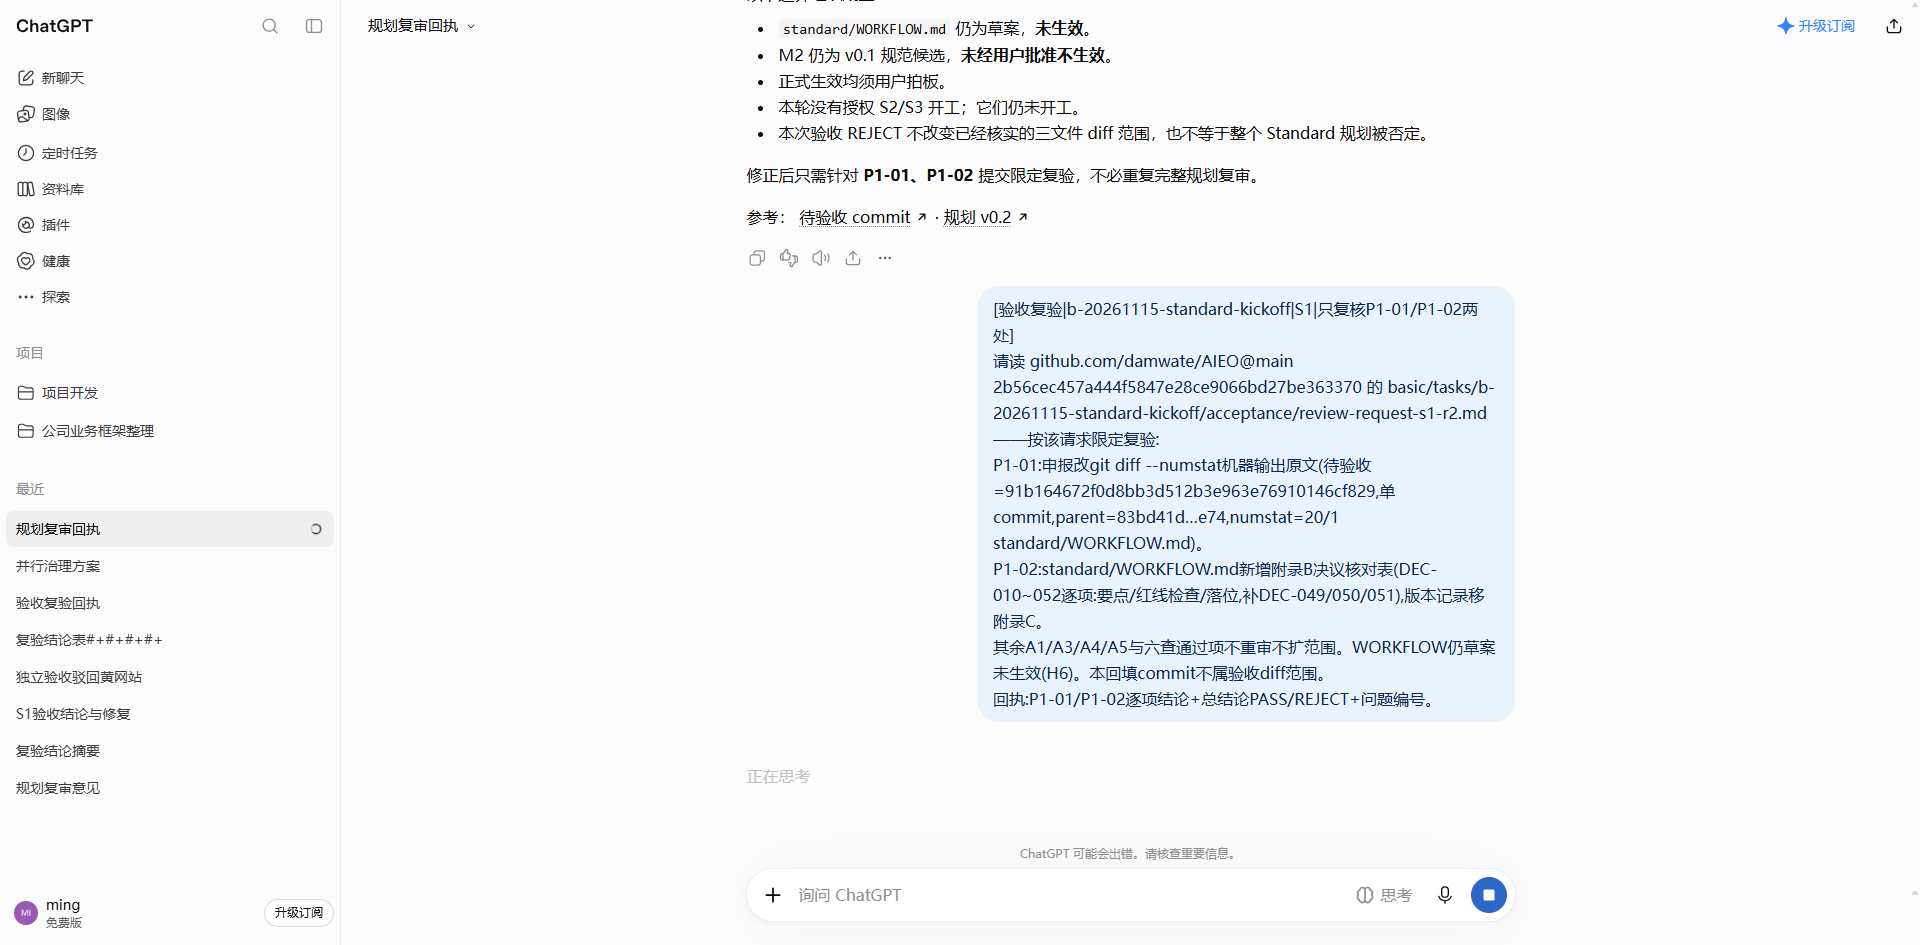 ChatGPT
新聊天
图像
定时任务
资料库
插件
健康
探索
项目
项目开发
公司业务框架整理
最近
规划复审回执
并行治理方案
验收复验回执
复验结论表#+#+#+#+
独立验收驳回黄网站
S1验收结论与修复
复验结论摘要
规划复审意见
MI
ming
免费版
升级订阅
规划复审回执
升级订阅
standard/WORKFLOW.md 仍为草案，未生效。
M2 仍为 v0.1 规范候选，未经用户批准不生效。
正式生效均须用户拍板。
本轮没有授权 S2/S3 开工；它们仍未开工。
本次验收 REJECT 不改变已经核实的三文件 diff 范围，也不等于整个 Standard 规划被否定。
修正后只需针对 P1-01、P1-02 提交限定复验，不必重复完整规划复审。
参考： 待验收 commit ↗ · 规划 v0.2 ↗
[验收复验|b-20261115-standard-kickoff|S1|只复核P1-01/P1-02两
处]
请读 github.com/damwate/AIEO@main
2b56cec457a444f5847e28ce9066bd27be363370 的 basic/tasks/b-
20261115-standard-kickoff/acceptance/review-request-s1-r2.md
——按该请求限定复验:
P1-01:申报改git diff --numstat机器输出原文(待验收
=91b164672f0d8bb3d512b3e963e76910146cf829,单
commit,parent=83bd41d…e74,numstat=20/1
standard/WORKFLOW.md)。
P1-02:standard/WORKFLOW.md新增附录B决议核对表(DEC-
010~052逐项:要点/红线检查/落位,补DEC-049/050/051),版本记录移
附录C。
其余A1/A3/A4/A5与六查通过项不重审不扩范围。WORKFLOW仍草案
未生效(H6)。本回填commit不属验收diff范围。
回执:P1-01/P1-02逐项结论+总结论PASS/REJECT+问题编号。
正在思考
ChatGPT 可能会出错。请核查重要信息。
询问 ChatGPT
思考